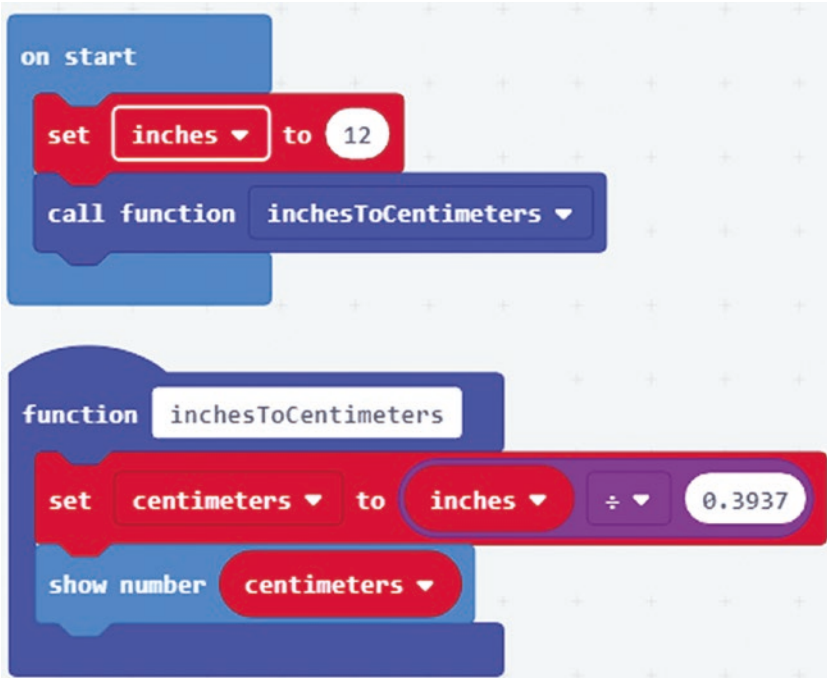 on start
set inches to 12
call function inchesToCentimeters
function inchesToCentimeters
set centimeters to inches ÷ 0.3937
show number centimeters